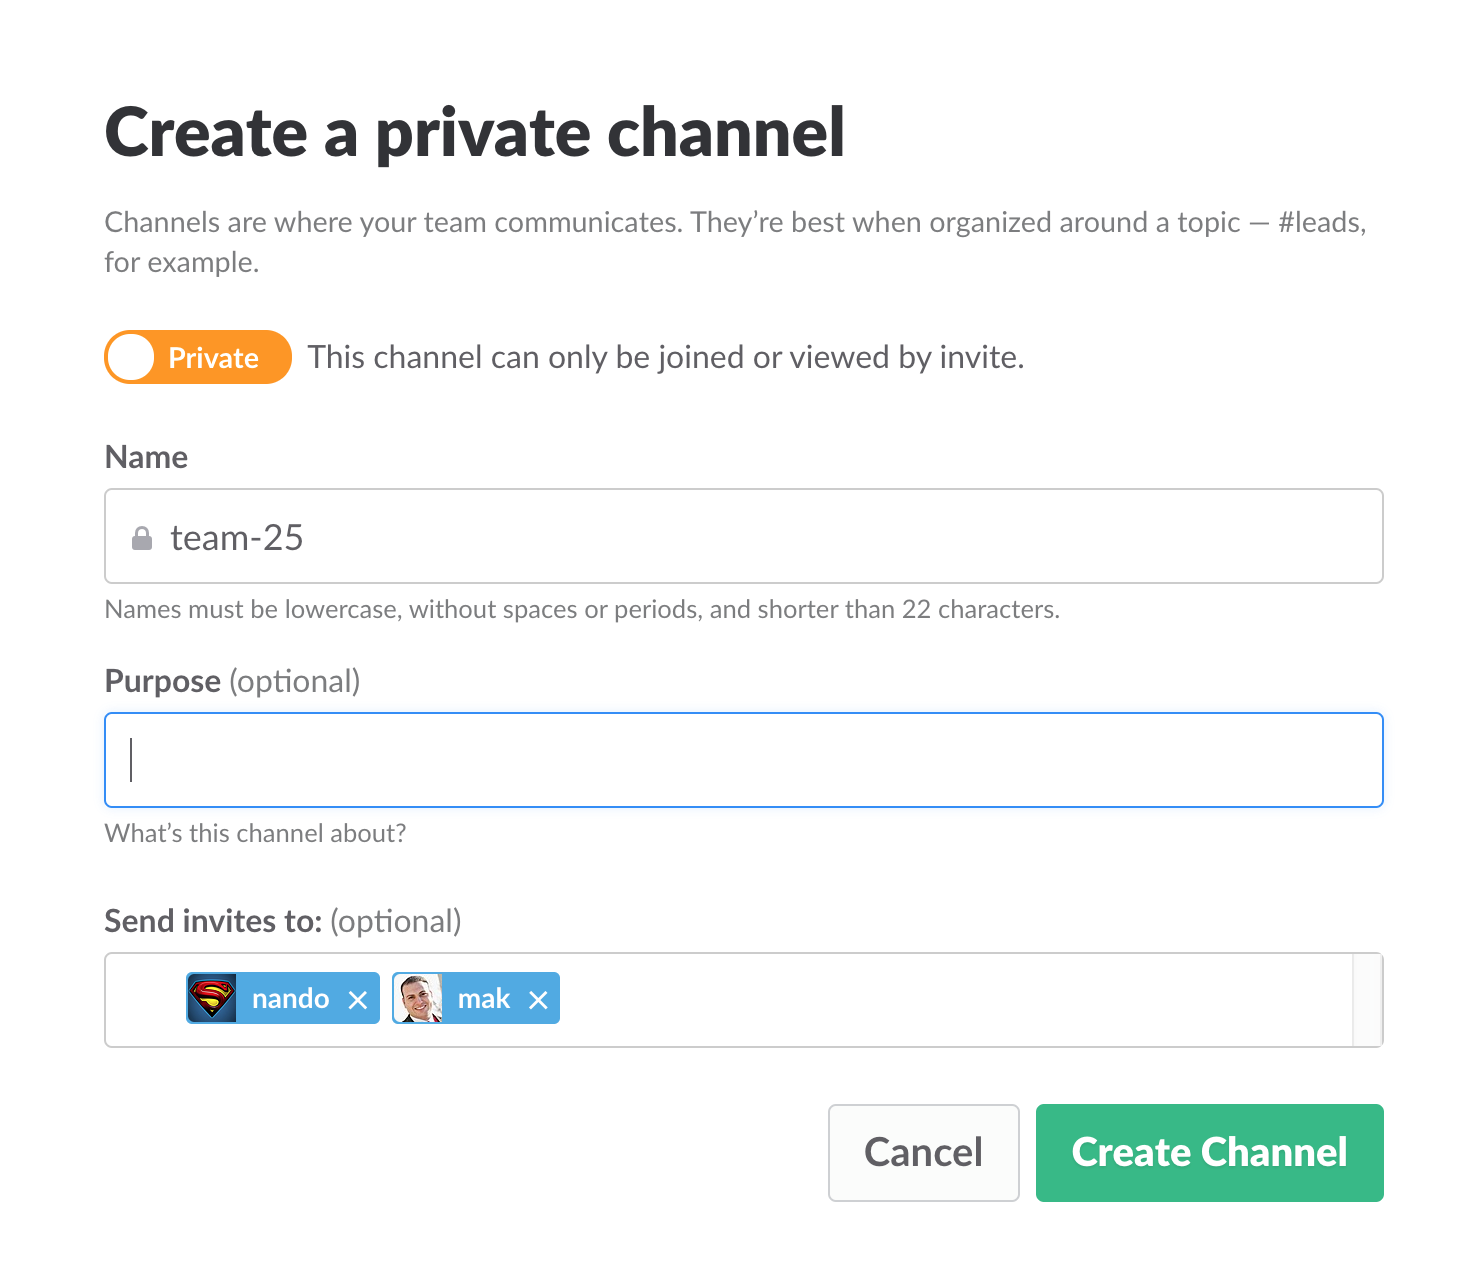 Create a private channel
Channels are where your team communicates. They’re best when organized around a topic — #leads,
for example.
Private This channel can only be joined or viewed by invite.
Name
team-25
Names must be lowercase, without spaces or periods, and shorter than 22 characters.
Purpose (optional)
What’s this channel about?
Send invites to: (optional)
nando × mak ×
Cancel Create Channel